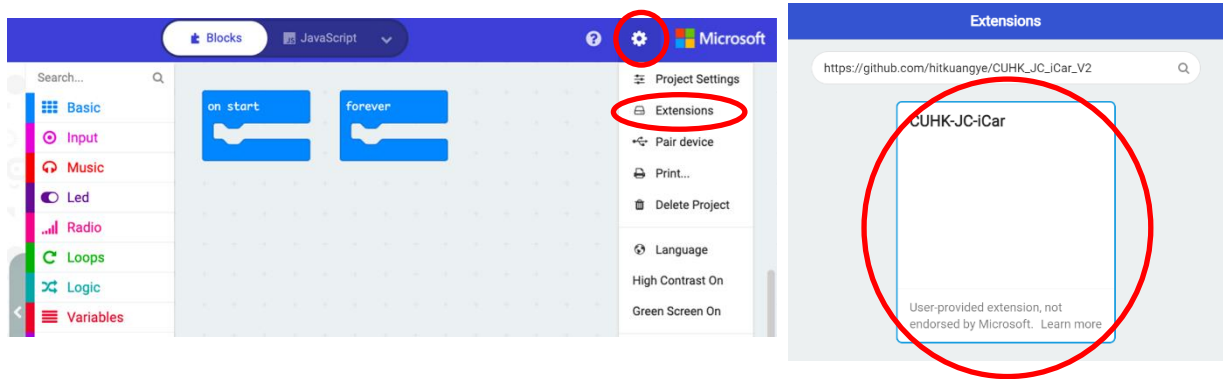 Blocks
JavaScript
Microsoft
Search...
Basic
Input
Music
Led
Radio
Loops
Logic
Variables
on start
forever
Project Settings
Extensions
Pair device
Print...
Delete Project
Language
High Contrast On
Green Screen On
Extensions
https://github.com/hitkuangye/CUHK_JC_iCar_V2
CUHK-JC-iCar
User-provided extension, not
endorsed by Microsoft. Learn more